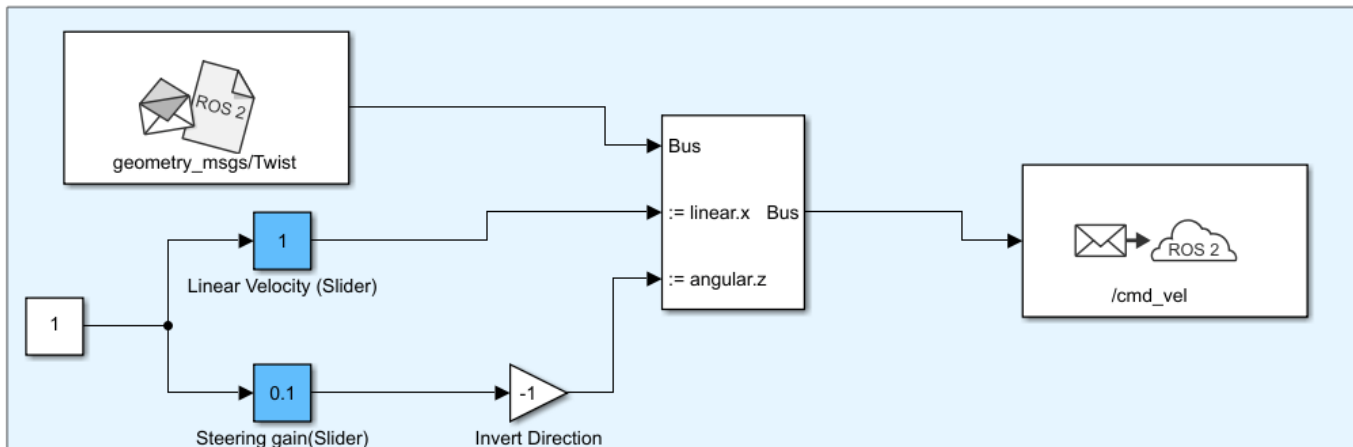 ROS 2
geometry_msgs/Twist
Bus
:= linear.x Bus
:= angular.z
ROS 2
/cmd_vel
1
Linear Velocity (Slider)
1
0.1
Steering gain(Slider)
-1
Invert Direction